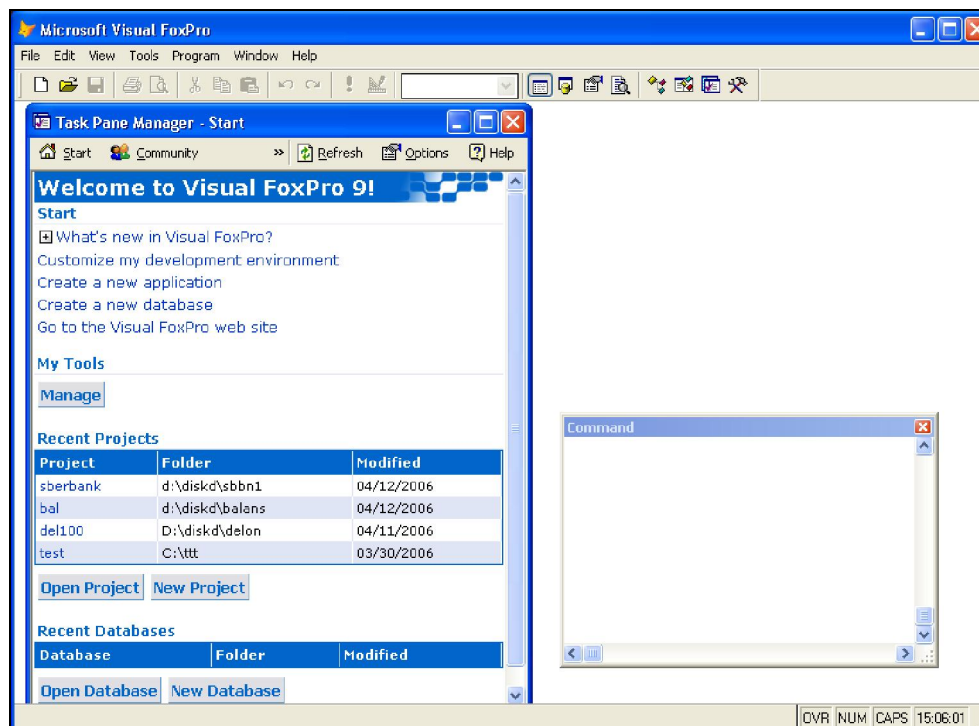 Microsoft Visual FoxPro
File Edit View Tools Program Window Help
Task Pane Manager - Start
Start Community » Refresh Options Help
Welcome to Visual FoxPro 9!
Start
What's new in Visual FoxPro?
Customize my development environment
Create a new application
Create a new database
Go to the Visual FoxPro web site
My Tools
Manage
Recent Projects
Project Folder Modified
sberbank d:\diskd\sbbn1 04/12/2006
bal d:\diskd\balans 04/12/2006
del100 D:\diskd\delon 04/11/2006
test C:\ttt 03/30/2006
Open Project New Project
Recent Databases
Database Folder Modified
Open Database New Database
Command
OVR NUM CAPS 15:06:01